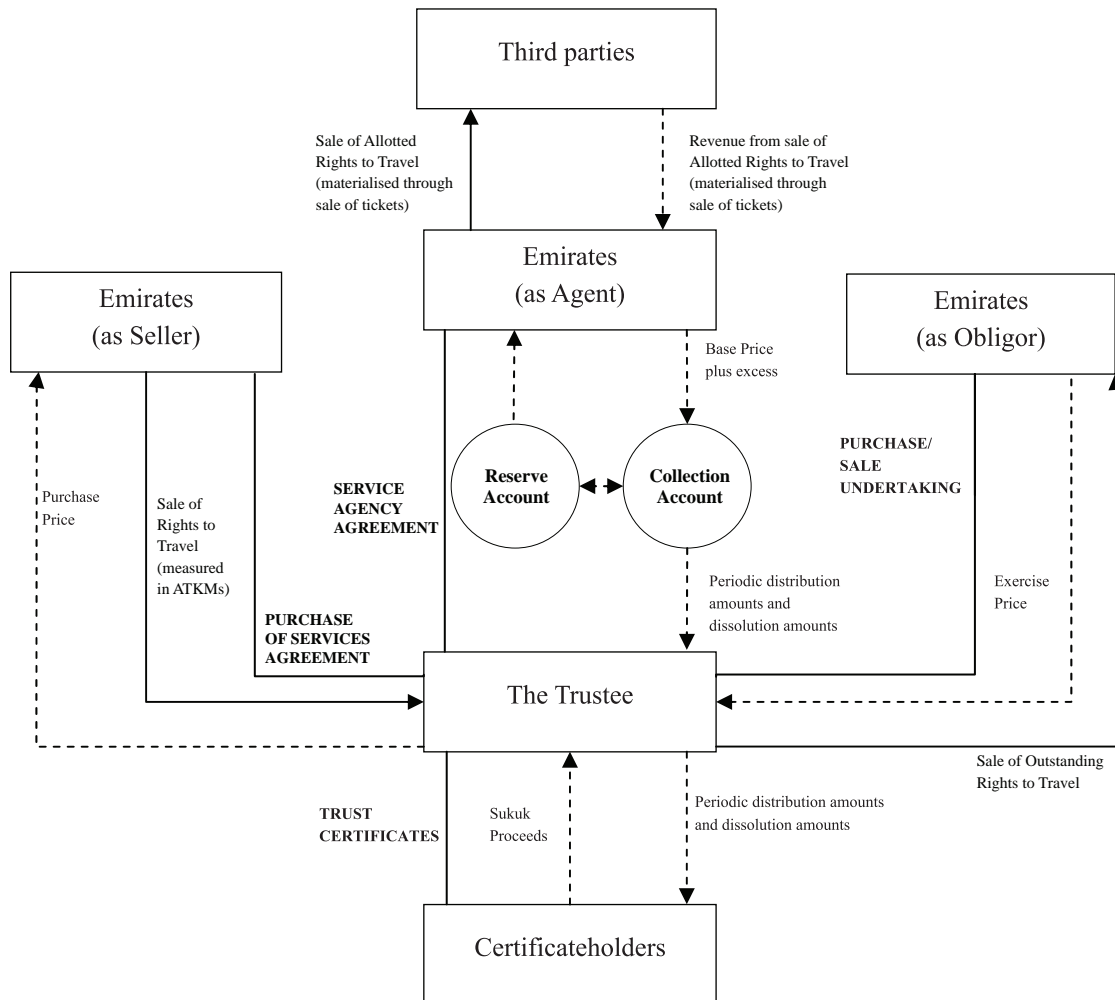 Third parties
Sale of Allotted
Rights to Travel
(materialised through
sale of tickets)
Revenue from sale of
Allotted Rights to Travel
(materialised through
sale of tickets)
Emirates
(as Seller)
Emirates
(as Agent)
Emirates
(as Obligor)
Base Price
plus excess
Reserve
Account
Collection
Account
Purchase
Price
Sale of
Rights to
Travel
(measured
in ATKMs)
SERVICE
AGENCY
AGREEMENT
PURCHASE/
SALE
UNDERTAKING
PURCHASE
OF SERVICES
AGREEMENT
Periodic distribution
amounts and
dissolution amounts
Exercise
Price
The Trustee
Sale of Outstanding
Rights to Travel
TRUST
CERTIFICATES
Sukuk
Proceeds
Periodic distribution amounts
and dissolution amounts
Certificateholders